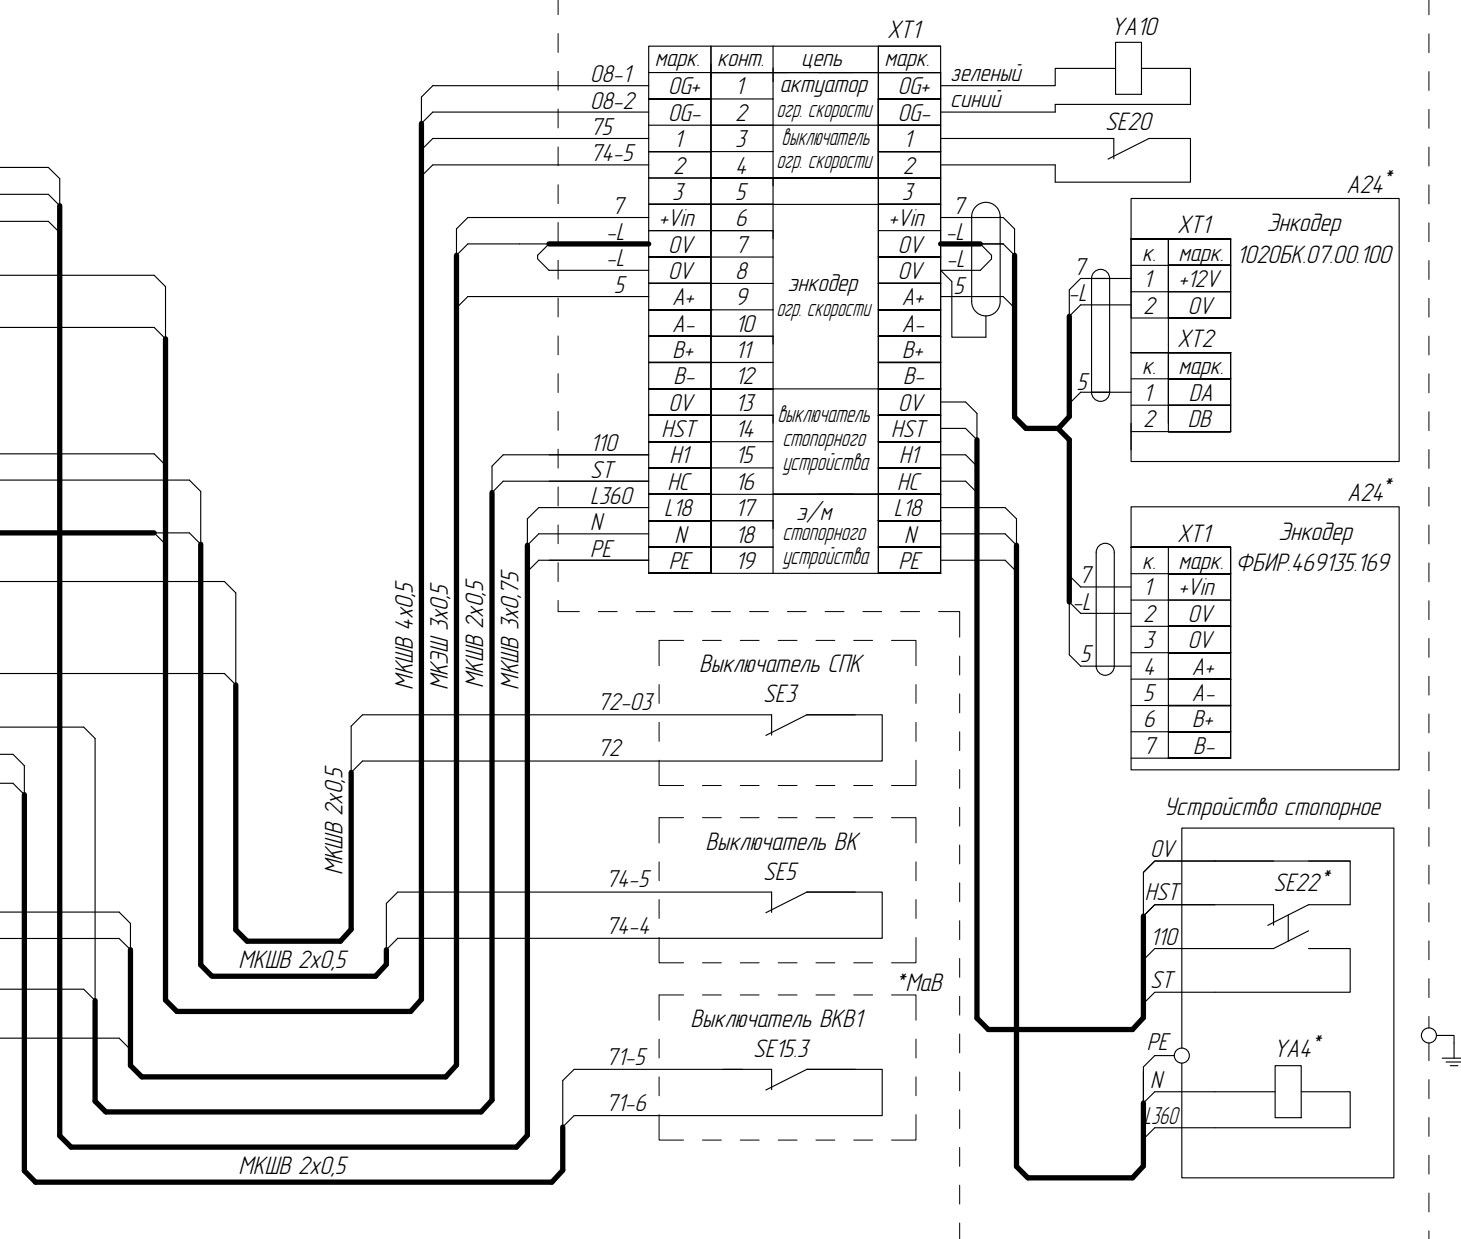 XT1
марк. конт. цепь марк.
08-1 OG+ 1 актуатор OG+ зеленый
08-2 OG- 2 огр. скорости OG- синий
75 1 3 выключатель 1
74-5 2 4 огр. скорости 2
3 5 3
7 +Vin 6 +Vin 7
-L 0V 7 0V -L
-L 0V 8 энкодер 0V -L
5 A+ 9 огр. скорости A+ 5
A- 10 A-
B+ 11 B+
B- 12 B-
0V 13 выключатель 0V
HST 14 стопорного HST
110 H1 15 устройства H1
ST HC 16 HC
L360 L18 17 э/м L18
N N 18 стопорного N
PE PE 19 устройства PE
YA10
SE20
A24*
XT1 Энкодер
к. марк. 1020БК.07.00.100
7 1 +12V
-L 2 0V
XT2
к. марк.
5 1 DA
2 DB
A24*
XT1 Энкодер
к. марк. ФБИР.469135.169
7 1 +Vin
-L 2 0V
3 0V
5 4 A+
5 A-
6 B+
7 B-
МКШВ 4х0,5
МКЭШ 3х0,5
МКШВ 2х0,5
МКШВ 3х0,75
Выключатель СПК
SE3
72-03
72
МКШВ 2х0,5
Выключатель ВК
SE5
74-5
74-4
МКШВ 2х0,5
*МаВ
Выключатель ВКВ1
SE15.3
71-5
71-6
МКШВ 2х0,5
Устройство стопорное
0V
SE22*
HST
110
ST
PE
YA4*
N
L360